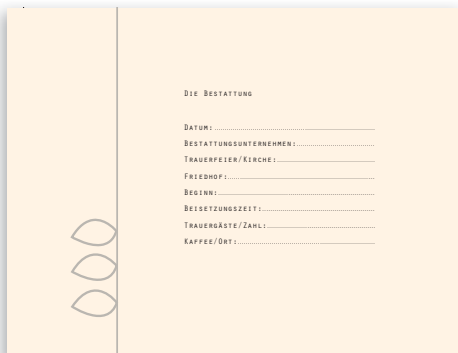 Die Bestattung
Datum:
Bestattungsunternehmen:
Trauerfeier/Kirche:
Friedhof:
Beginn:
Beisetzungszeit:
Trauergäste/Zahl:
Kaffee/Ort: